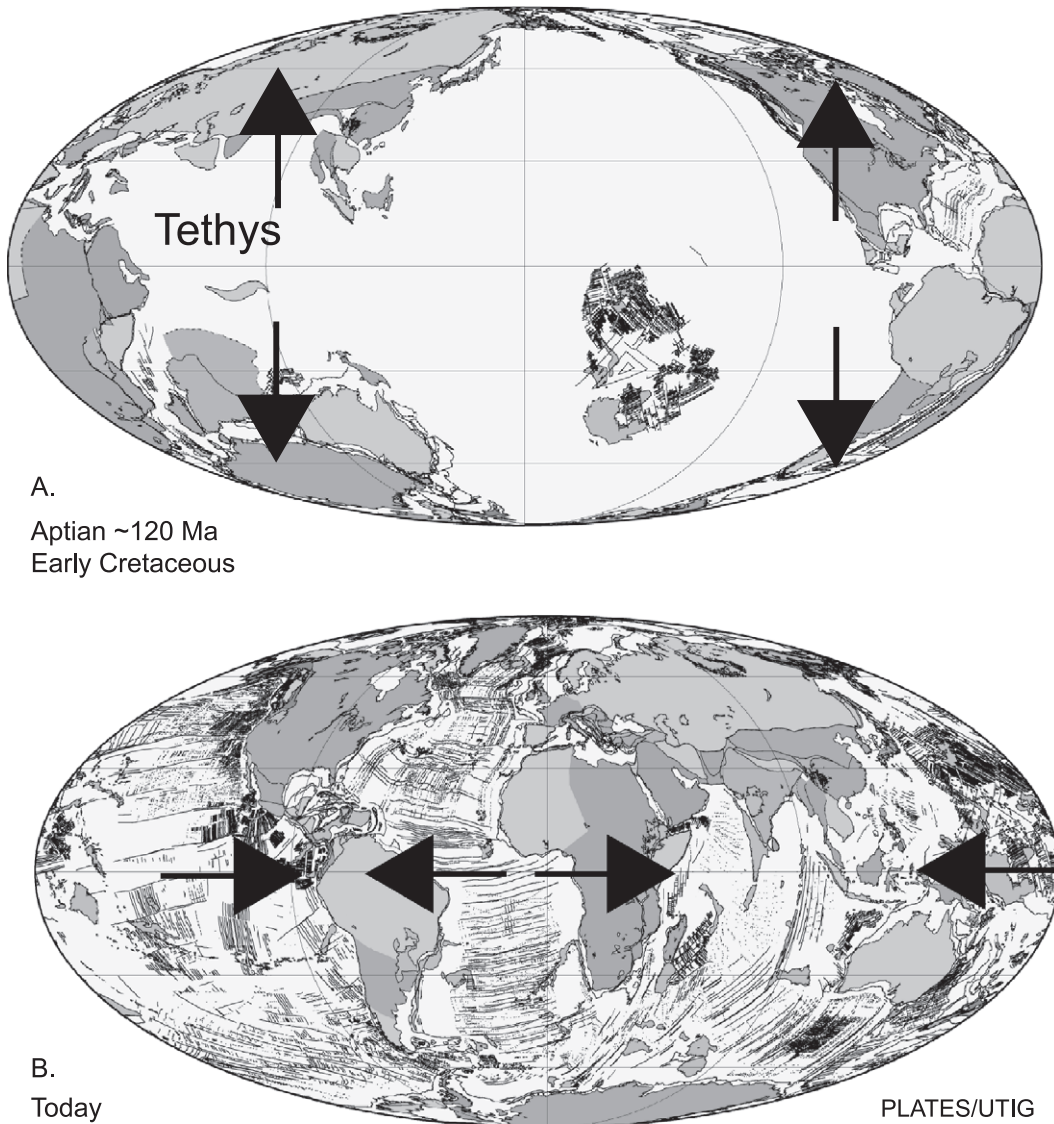 Tethys
A.
Aptian ~120 Ma
Early Cretaceous
B.
Today
PLATES/UTIG